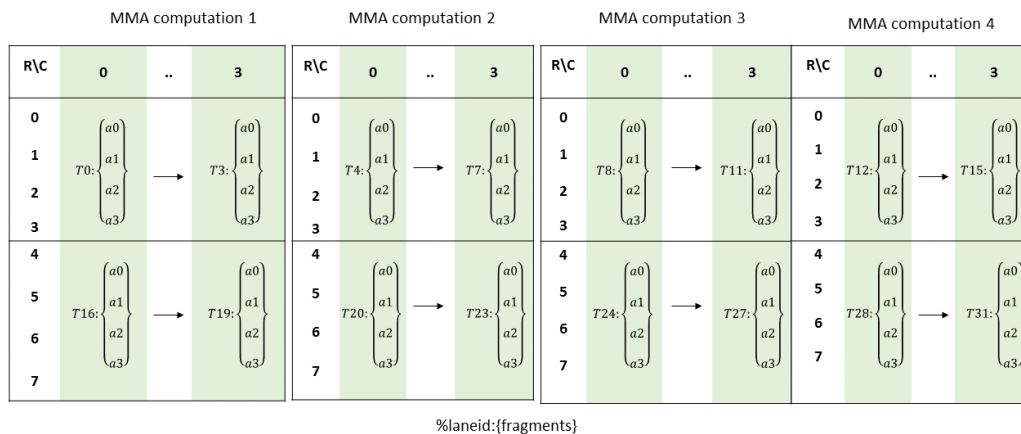 MMA computation 1 MMA computation 2 MMA computation 3 MMA computation 4
R\C 0 .. 3 R\C 0 .. 3 R\C 0 .. 3 R\C 0 .. 3
0 a0 a0 0 a0 a0 0 a0 a0 0 a0 a0
1 a1 a1 1 a1 a1 1 a1 a1 1 a1 a1
T0: T3: T4: T7: T8: T11: T12: T15:
2 a2 a2 2 a2 a2 2 a2 a2 2 a2 a2
3 a3 a3 3 a3 a3 3 a3 a3 3 a3 a3
4 a0 a0 4 a0 a0 4 a0 a0 4 a0 a0
5 a1 a1 5 a1 a1 5 a1 a1 5 a1 a1
T16: T19: T20: T23: T24: T27: T28: T31:
6 a2 a2 6 a2 a2 6 a2 a2 6 a2 a2
7 a3 a3 7 a3 a3 7 a3 a3 7 a3 a3
%laneid:{fragments}